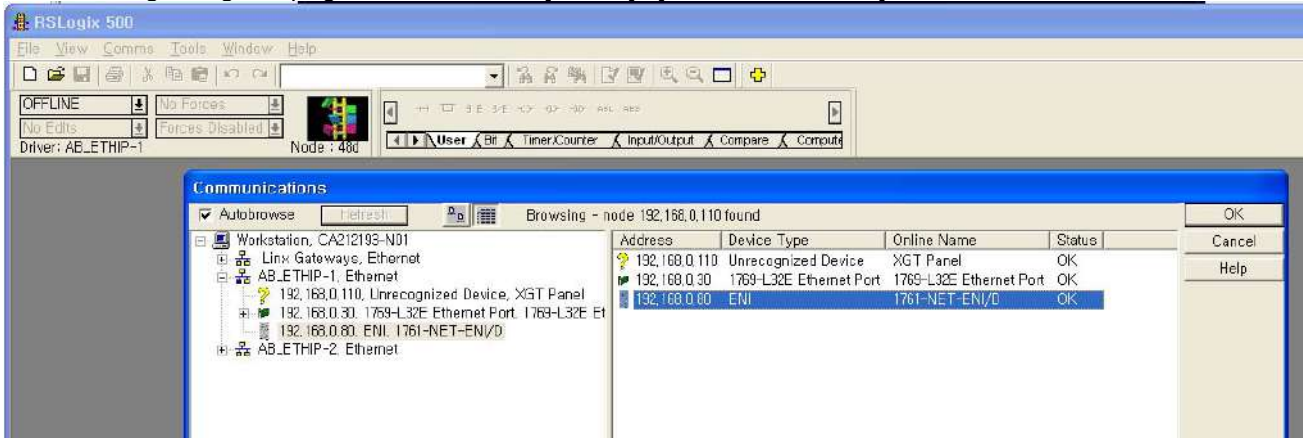 RSLogix 500
File View Comms Tools Window Help
OFFLINE No Forces
No Edits Forces Disabled
Driver: AB_ETHIP-1 Node : 48d
User Bit Timer/Counter Input/Output Compare Compute
Communications
Autobrowse Refresh Browsing - node 192,168,0,110 found
OK
Cancel
Help
Workstation, CA212193-N01
Linx Gateways, Ethernet
AB_ETHIP-1, Ethernet
192,168,0,110, Unrecognized Device, XGT Panel
192,168,0,30, 1769-L32E Ethernet Port, 1769-L32E Et
192,168,0,80, ENI, 1761-NET-ENI/D
AB_ETHIP-2, Ethernet
Address Device Type Online Name Status
192,168,0,110 Unrecognized Device XGT Panel OK
192,168,0,30 1769-L32E Ethernet Port 1769-L32E Ethernet Port OK
192,168,0,80 ENI 1761-NET-ENI/D OK